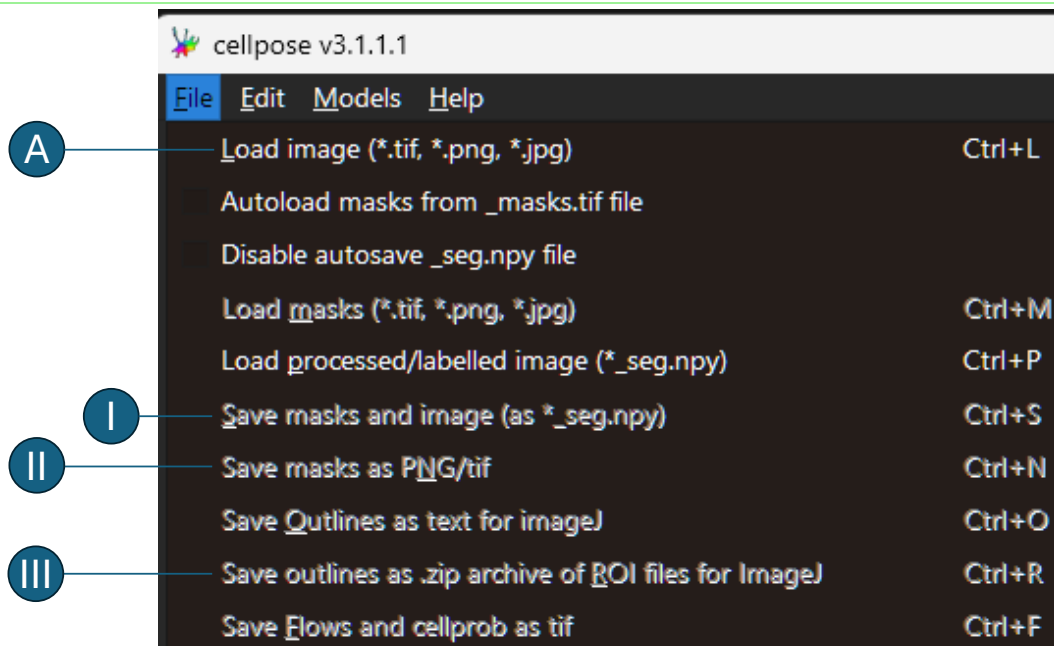 cellpose v3.1.1.1
File Edit Models Help
A Load image (*.tif, *.png, *.jpg) Ctrl+L
Autoload masks from _masks.tif file
Disable autosave _seg.npy file
Load masks (*.tif, *.png, *.jpg) Ctrl+M
Load processed/labelled image (*_seg.npy) Ctrl+P
I Save masks and image (as *_seg.npy) Ctrl+S
II Save masks as PNG/tif Ctrl+N
Save Outlines as text for imageJ Ctrl+O
III Save outlines as .zip archive of ROI files for ImageJ Ctrl+R
Save Flows and cellprob as tif Ctrl+F